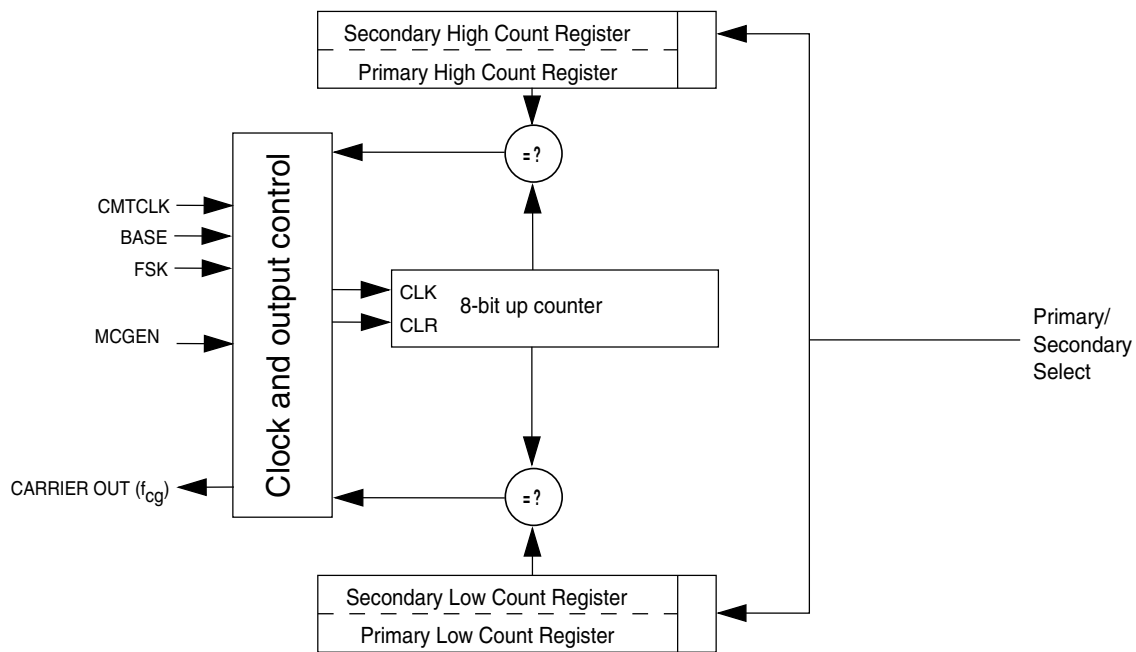 Secondary High Count Register
Primary High Count Register
= ?
Clock and output control
CMTCLK
BASE
FSK
MCGEN
CARRIER OUT (fcg)
CLK
CLR
8-bit up counter
Primary/
Secondary
Select
= ?
Secondary Low Count Register
Primary Low Count Register